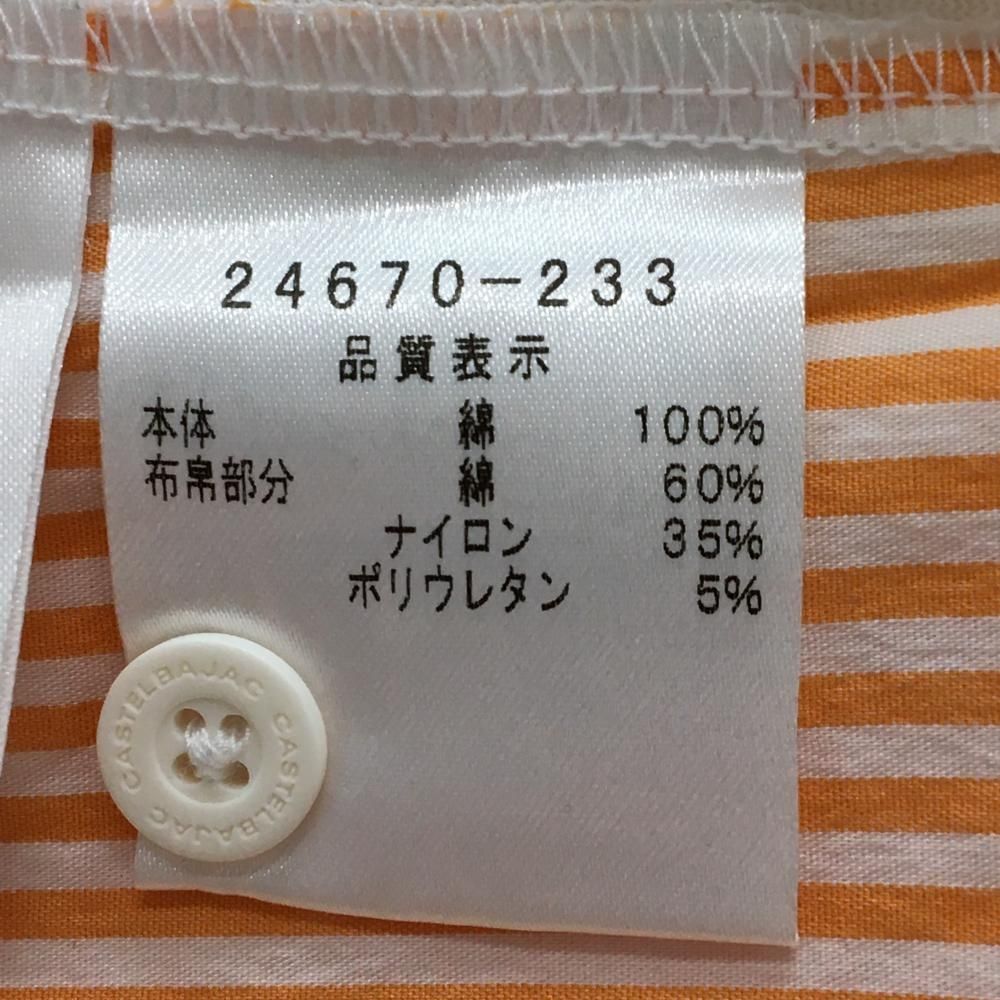 24670-233
品質表示
本体 綿 100%
布帛部分 綿 60%
ナイロン 35%
ポリウレタン 5%
CASTELBAJAC CASTELBAJAC